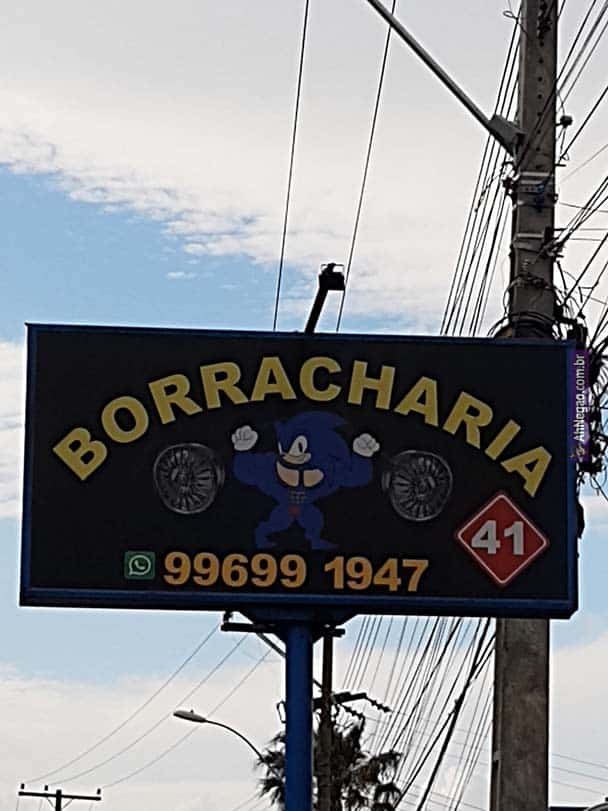 BORRACHARIA
41
99699 1947
AhNegao.com.br